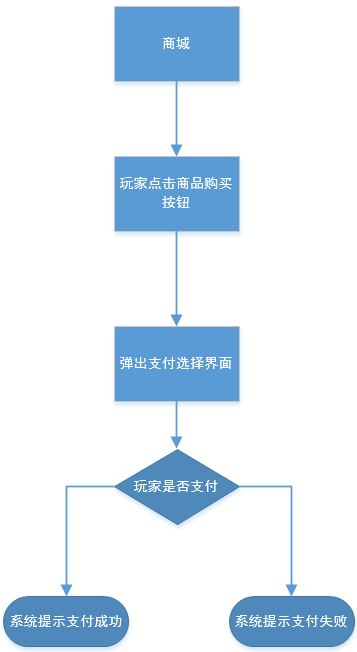 商城
玩家点击商品购买
按钮
弹出支付选择界面
玩家是否支付
系统提示支付成功
系统提示支付失败